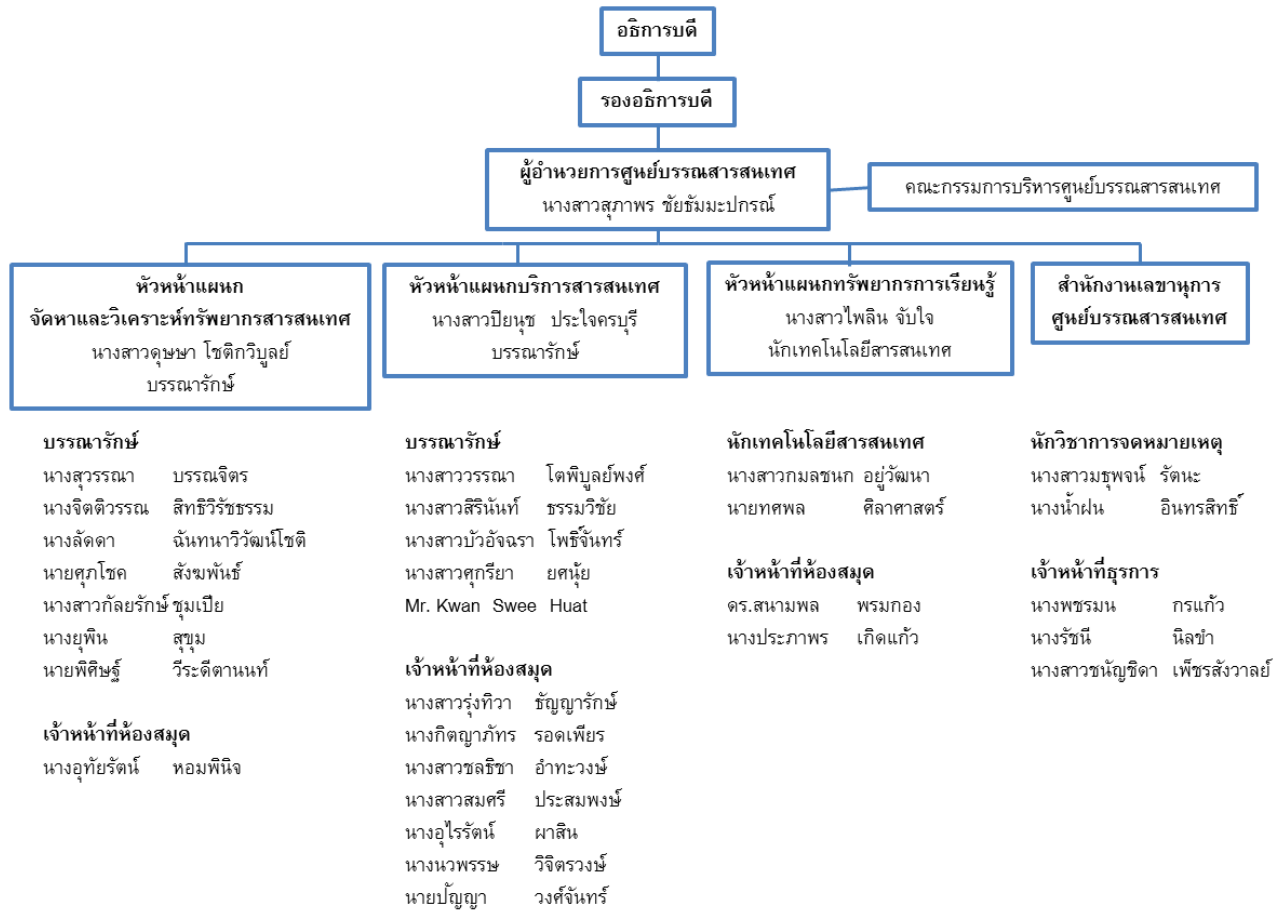 อธิการบดี
รองอธิการบดี
ผู้อำนวยการศูนย์บรรณสารสนเทศ
นางสาวสุภาพร ชัยธัมมะปกรณ์
คณะกรรมการบริหารศูนย์บรรณสารสนเทศ
หัวหน้าแผนก
จัดหาและวิเคราะห์ทรัพยากรสารสนเทศ
นางสาวดุษษา โชติกวิบูลย์
บรรณารักษ์
หัวหน้าแผนกบริการสารสนเทศ
นางสาวปิยนุช ประใจครบุรี
บรรณารักษ์
หัวหน้าแผนกทรัพยากรการเรียนรู้
นางสาวไพลิน จับใจ
นักเทคโนโลยีสารสนเทศ
สำนักงานเลขานุการ
ศูนย์บรรณสารสนเทศ
บรรณารักษ์
นางสุวรรณา บรรณจิตร
นางจิตติวรรณ สิทธิวิรัชธรรม
นางลัดดา ฉันทนาวิวัฒน์โชติ
นายศุภโชค สังฆพันธ์
นางสาวกัลยรักษ์ ชุมเปีย
นางยุพิน สุขุม
นายพิศิษฐ์ วีระดีตานนท์
เจ้าหน้าที่ห้องสมุด
นางอุทัยรัตน์ หอมพินิจ
บรรณารักษ์
นางสาววรรณา โตพิบูลย์พงศ์
นางสาวสิรินันท์ ธรรมวิชัย
นางสาวบัวอัจฉรา โพธิ์จันทร์
นางสาวศุกรียา ยศนุ้ย
Mr. Kwan Swee Huat
เจ้าหน้าที่ห้องสมุด
นางสาวรุ่งทิวา ธัญญารักษ์
นางกิตญาภัทร รอดเพียร
นางสาวชลธิชา อำทะวงษ์
นางสาวสมศรี ประสมพงษ์
นางอุไรรัตน์ ผาสิน
นางนวพรรษ วิจิตรวงษ์
นายปัญญา วงศ์จันทร์
นักเทคโนโลยีสารสนเทศ
นางสาวกมลชนก อยู่วัฒนา
นายทศพล ศิลาศาสตร์
เจ้าหน้าที่ห้องสมุด
ดร.สนามพล พรมกอง
นางประภาพร เกิดแก้ว
นักวิชาการจดหมายเหตุ
นางสาวมธุพจน์ รัตนะ
นางน้ำฝน อินทรสิทธิ์
เจ้าหน้าที่ธุรการ
นางพชรมน กรแก้ว
นางรัชนี นิลขำ
นางสาวชนัญชิดา เพ็ชรสังวาลย์